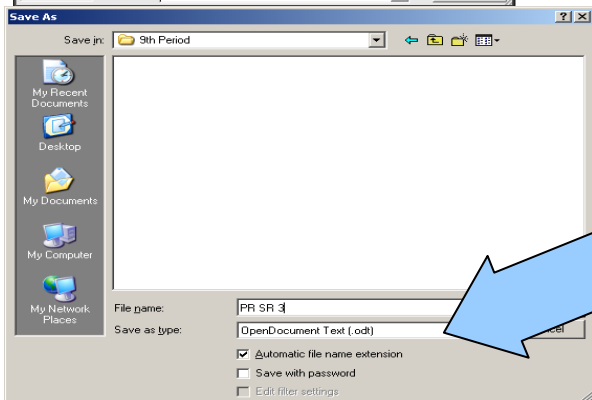 Save As
Save in: 9th Period
My Recent
Documents
Desktop
My Documents
My Computer
My Network
Places
File name: PR SR 3
Save as type: OpenDocument Text (.odt)
Automatic file name extension
Save with password
Edit filter settings